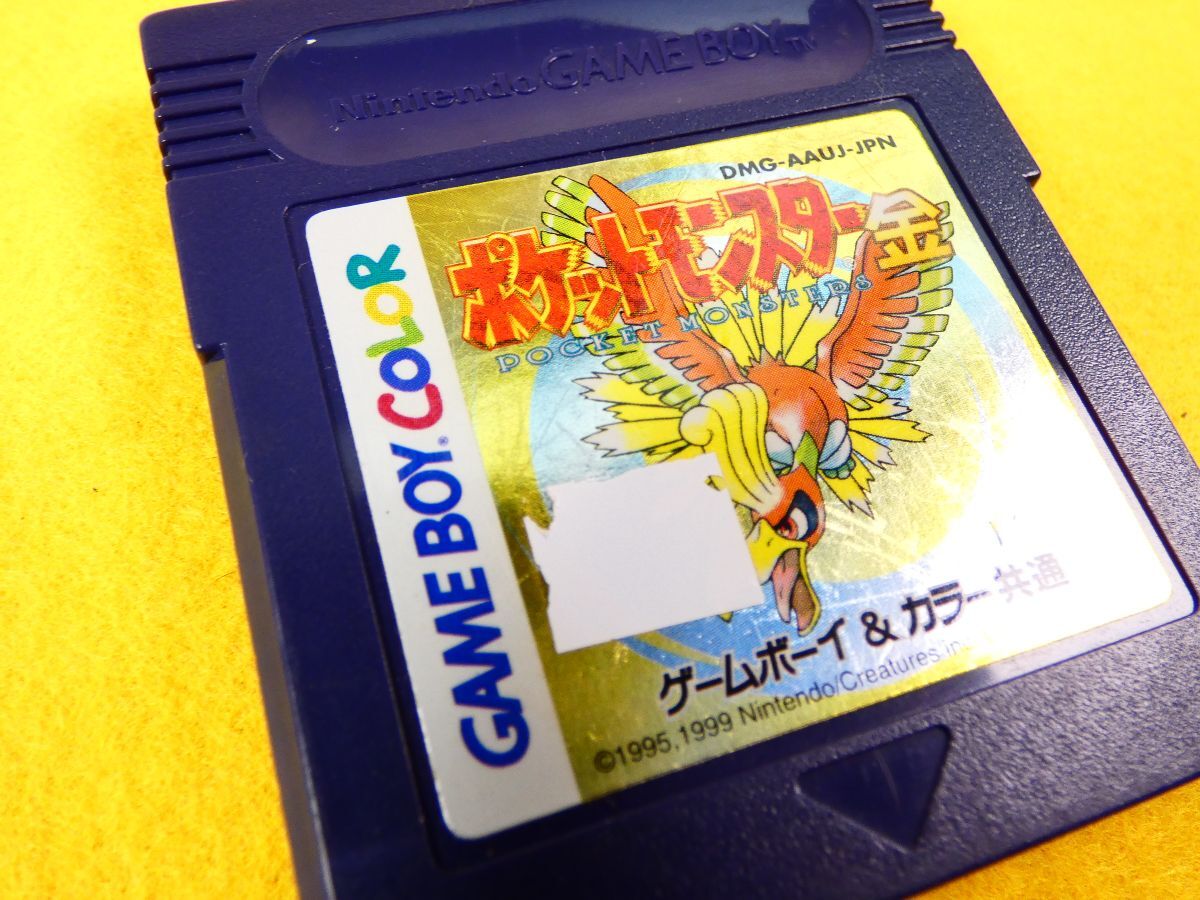 Nintendo GAME BOY TM
DMG-AAUJ-JPN
ポケットモンスター 金
POCKET MONSTERS
GAME BOY® COLOR
ゲームボーイ & カラー 共通
©1995,1999 Nintendo/Creatures inc